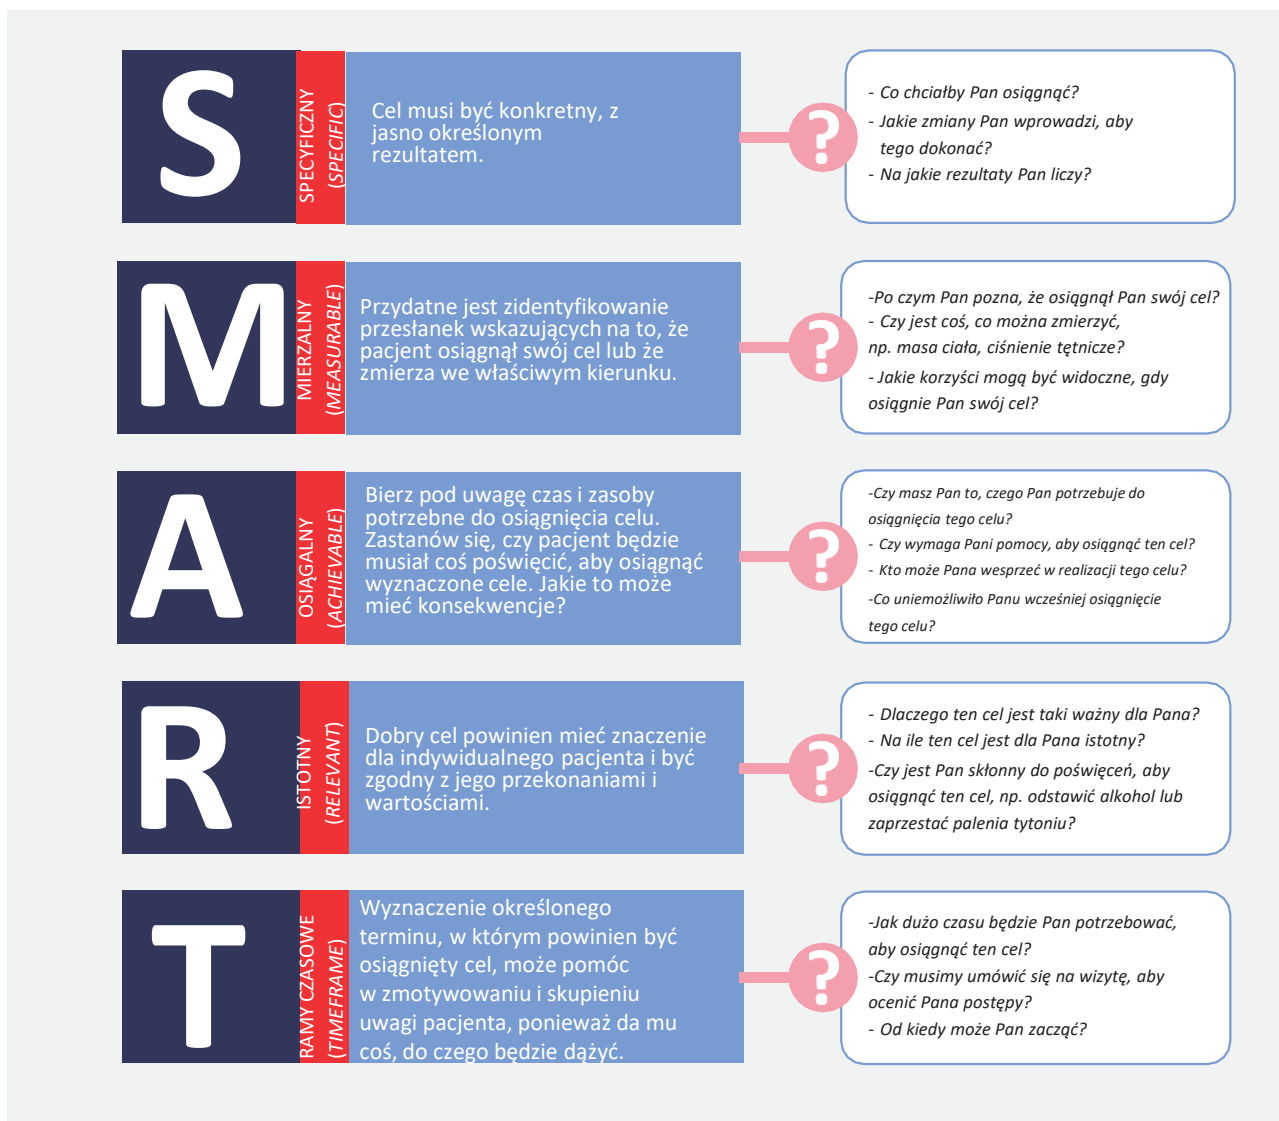 S
SPECYFICZNY
(SPECIFIC)
Cel musi być konkretny, z
jasno określonym
rezultatem.
?
- Co chciałby Pan osiągnąć?
- Jakie zmiany Pan wprowadzi, aby
tego dokonać?
- Na jakie rezultaty Pan liczy?
M
MIERZALNY
(MEASURABLE)
Przydatne jest zidentyfikowanie
przesłanek wskazujących na to, że
pacjent osiągnął swój cel lub że
zmierza we właściwym kierunku.
?
-Po czym Pan pozna, że osiągnął Pan swój cel?
- Czy jest coś, co można zmierzyć,
np. masa ciała, ciśnienie tętnicze?
- Jakie korzyści mogą być widoczne, gdy
osiągnie Pan swój cel?
A
OSIĄGALNY
(ACHIEVABLE)
Bierz pod uwagę czas i zasoby
potrzebne do osiągnięcia celu.
Zastanów się, czy pacjent będzie
musiał coś poświęcić, aby osiągnąć
wyznaczone cele. Jakie to może
mieć konsekwencje?
?
-Czy masz Pan to, czego Pan potrzebuje do
osiągnięcia tego celu?
- Czy wymaga Pani pomocy, aby osiągnąć ten cel?
- Kto może Pana wesprzeć w realizacji tego celu?
-Co uniemożliwiło Panu wcześniej osiągnięcie
tego celu?
R
ISTOTNY
(RELEVANT)
Dobry cel powinien mieć znaczenie
dla indywidualnego pacjenta i być
zgodny z jego przekonaniami i
wartościami.
?
- Dlaczego ten cel jest taki ważny dla Pana?
- Na ile ten cel jest dla Pana istotny?
-Czy jest Pan skłonny do poświęceń, aby
osiągnąć ten cel, np. odstawić alkohol lub
zaprzestać palenia tytoniu?
T
RAMY CZASOWE
(TIMEFRAME)
Wyznaczenie określonego
terminu, w którym powinien być
osiągnięty cel, może pomóc
w zmotywowaniu i skupieniu
uwagi pacjenta, ponieważ da mu
coś, do czego będzie dążyć.
?
-Jak dużo czasu będzie Pan potrzebować,
aby osiągnąć ten cel?
-Czy musimy umówić się na wizytę, aby
ocenić Pana postępy?
- Od kiedy może Pan zacząć?